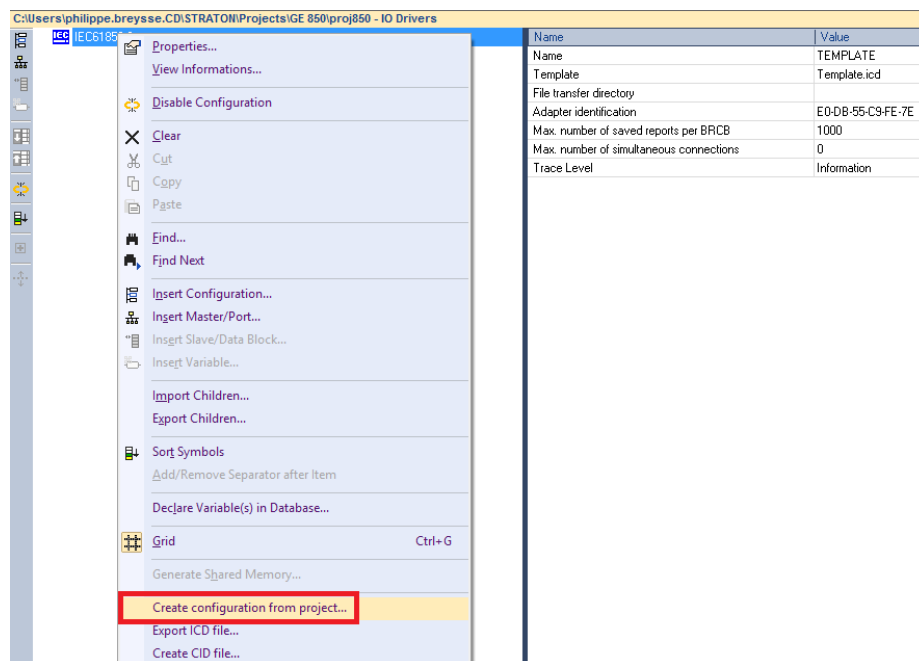 C:\Users\philippe.breysse.CD\STRATON\Projects\GE 850\proj850 - IO Drivers
IEC IEC6185
Properties...
View Informations...
Disable Configuration
Clear
Cut
Copy
Paste
Find...
Find Next
Insert Configuration...
Insert Master/Port...
Insert Slave/Data Block...
Insert Variable...
Import Children...
Export Children...
Sort Symbols
Add/Remove Separator after Item
Declare Variable(s) in Database...
Grid Ctrl+G
Generate Shared Memory...
Create configuration from project...
Export ICD file...
Create CID file...
Name Value
Name TEMPLATE
Template Template.icd
File transfer directory
Adapter identification E0-DB-55-C9-FE-7E
Max. number of saved reports per BRCB 1000
Max. number of simultaneous connections 0
Trace Level Information